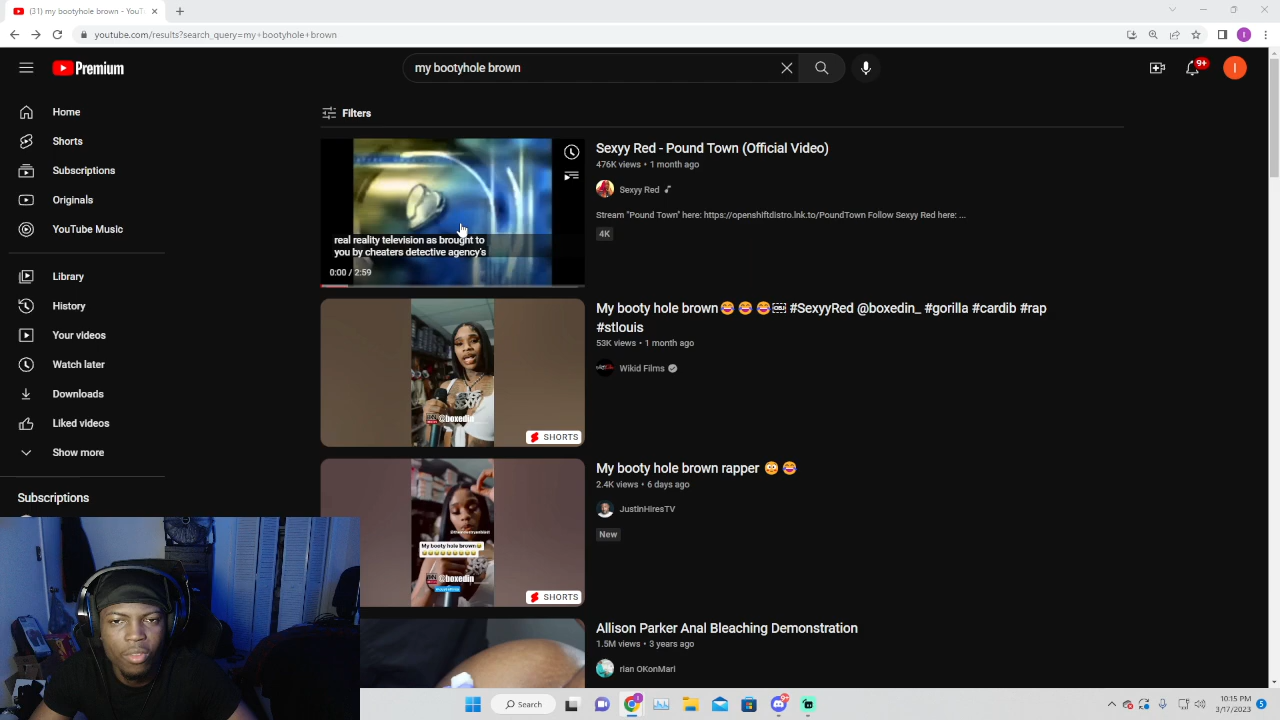 (31) my bootyhole brown - YouT
youtube.com/results?search_query=my+bootyhole+brown
Premium
my bootyhole brown
9+
I
Home
Shorts
Subscriptions
Originals
YouTube Music
Library
History
Your videos
Watch later
Downloads
Liked videos
Show more
Subscriptions
Filters
real reality television as brought to
you by cheaters detective agency's
0:00 / 2:59
Sexyy Red - Pound Town (Official Video)
476K views • 1 month ago
Sexyy Red
Stream "Pound Town" here: https://openshiftdistro.lnk.to/PoundTown Follow Sexyy Red here: ...
4K
@boxedin
SHORTS
My booty hole brown😂 😂 😂 #SexyyRed @boxedin_ #gorilla #cardib #rap
#stlouis
53K views • 1 month ago
Wikid Films
My booty hole brown
@boxedin
SHORTS
My booty hole brown rapper 😳 😂
2.4K views • 6 days ago
JustInHiresTV
New
Allison Parker Anal Bleaching Demonstration
1.5M views • 3 years ago
rian OKonMarI
Search
10:15 PM
3/17/2023
5